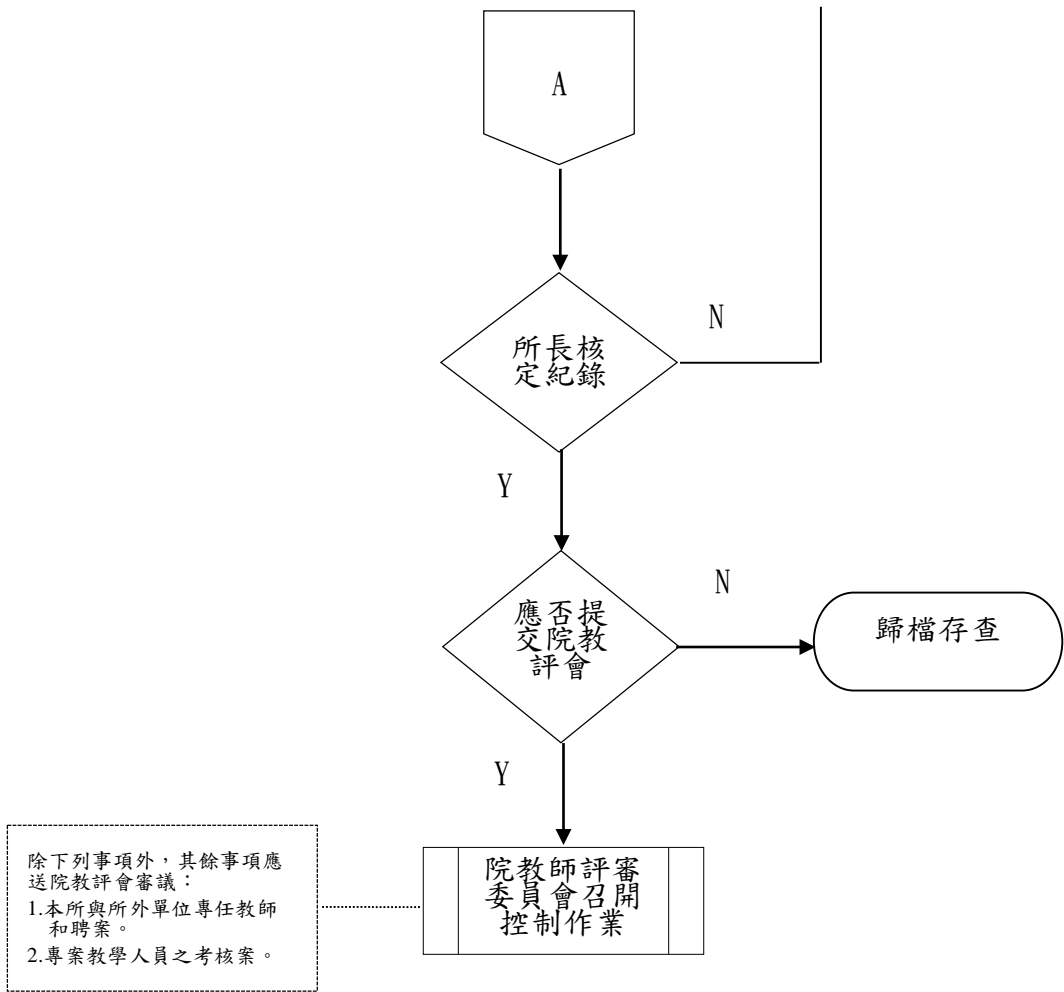 A
所長核
定紀錄
N
Y
應否提
交院教
評會
N
歸檔存查
Y
除下列事項外，其餘事項應
送院教評會審議：
1.本所與所外單位專任教師
和聘案。
2.專案教學人員之考核案。
院教師評審
委員會召開
控制作業